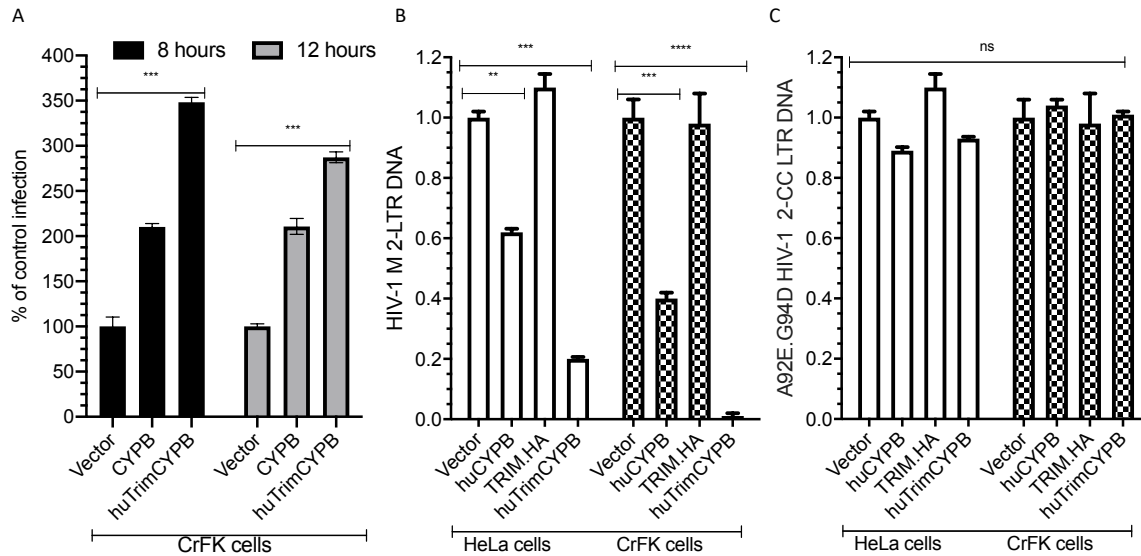 A
8 hours
12 hours
% of control infection
400
350
300
250
200
150
100
50
0
***
***
Vector
CYPB
huTrimCYPB
Vector
CYPB
huTrimCYPB
CrFK cells
B
HIV-1 M 2-LTR DNA
1.2
1.0
0.8
0.6
0.4
0.2
0.0
***
**
****
***
Vector
huCYPB
TRIM.HA
huTrimCYPB
Vector
huCYPB
TRIM.HA
huTrimCYPB
HeLa cells
CrFK cells
C
A92E.G94D HIV-1 2-CC LTR DNA
1.2
1.0
0.8
0.6
0.4
0.2
0.0
ns
Vector
huCYPB
TRIM.HA
huTrimCYPB
Vector
huCYPB
TRIM.HA
huTrimCYPB
HeLa cells
CrFK cells